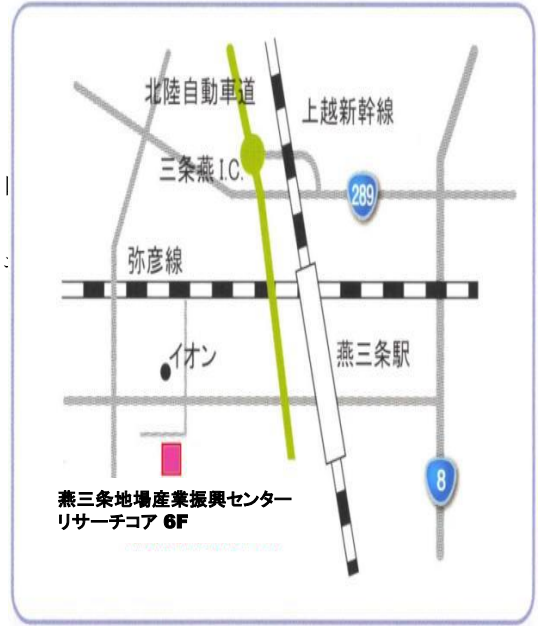 北陸自動車道
上越新幹線
三条燕 I.C.
289
弥彦線
イオン
燕三条駅
8
燕三条地場産業振興センター
リサーチコア 6F